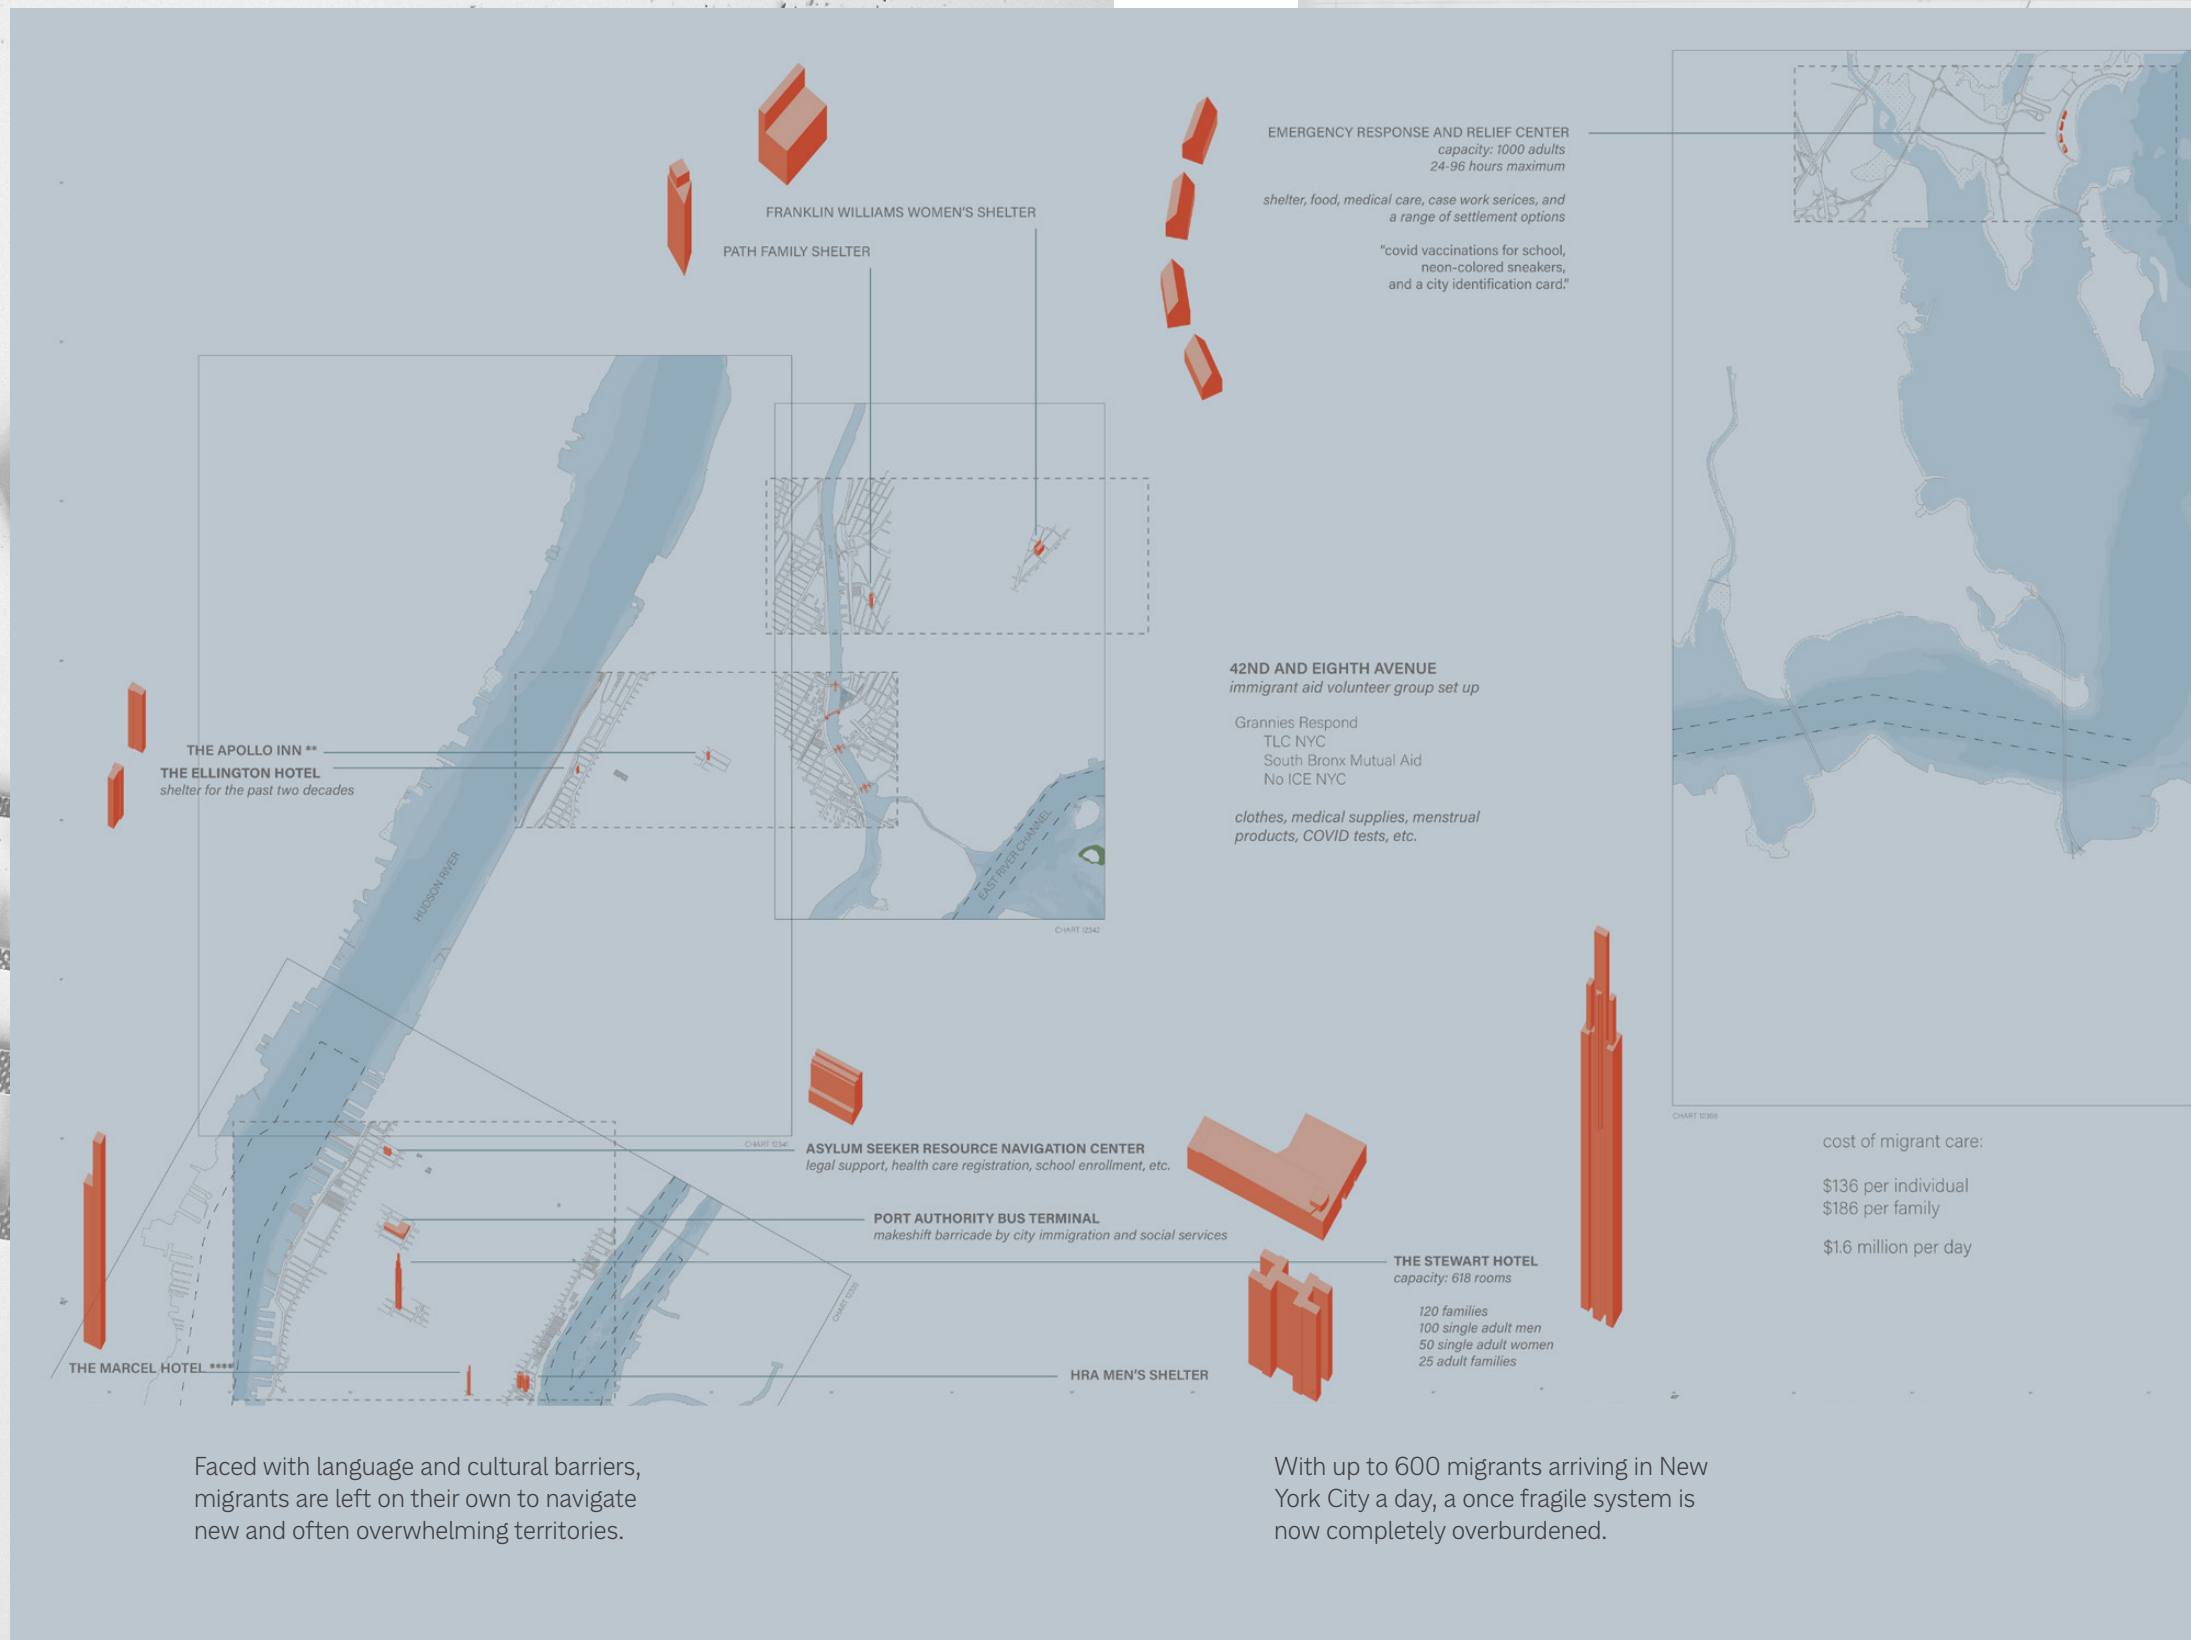 FRANKLIN WILLIAMS WOMEN'S SHELTER
PATH FAMILY SHELTER
EMERGENCY RESPONSE AND RELIEF CENTER
capacity: 1000 adults
24-96 hours maximum
shelter, food, medical care, case work serices, and
a range of settlement options
"covid vaccinations for school,
neon-colored sneakers,
and a city identification card."
42ND AND EIGHTH AVENUE
immigrant aid volunteer group set up
Grannies Respond
TLC NYC
South Bronx Mutual Aid
No ICE NYC
clothes, medical supplies, menstrual
products, COVID tests, etc.
THE APOLLO INN **
THE ELLINGTON HOTEL
shelter for the past two decades
HUDSON RIVER
EAST RIVER CHANNEL
CHART 12342
CHART 12341
CHART 12366
ASYLUM SEEKER RESOURCE NAVIGATION CENTER
legal support, health care registration, school enrollment, etc.
PORT AUTHORITY BUS TERMINAL
makeshift barricade by city immigration and social services
THE STEWART HOTEL
capacity: 618 rooms
120 families
100 single adult men
50 single adult women
25 adult families
cost of migrant care:
$136 per individual
$186 per family
$1.6 million per day
THE MARCEL HOTEL ****
HRA MEN'S SHELTER
CHART
Faced with language and cultural barriers,
migrants are left on their own to navigate
new and often overwhelming territories.
With up to 600 migrants arriving in New
York City a day, a once fragile system is
now completely overburdened.